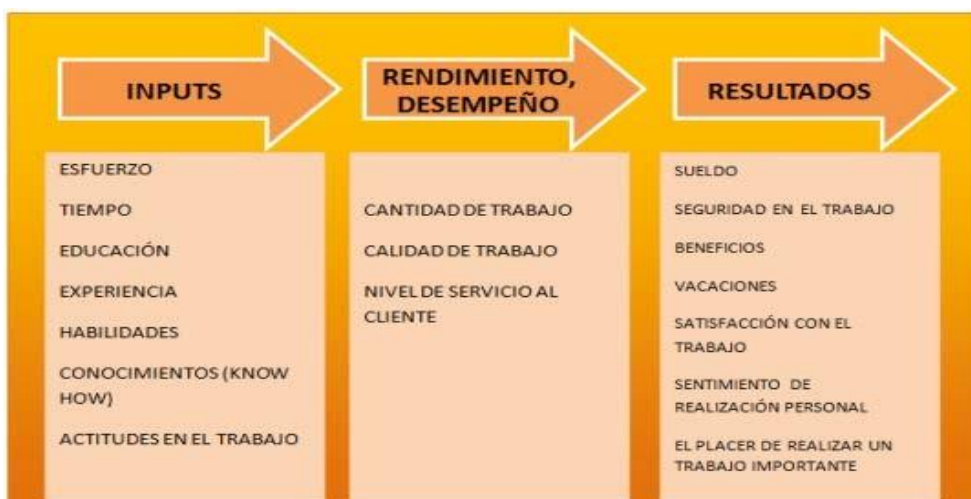 INPUTS
ESFUERZO
TIEMPO
EDUCACIÓN
EXPERIENCIA
HABILIDADES
CONOCIMIENTOS (KNOW
HOW)
ACTITUDES EN EL TRABAJO
RENDIMIENTO,
DESEMPEÑO
CANTIDAD DE TRABAJO
CALIDAD DE TRABAJO
NIVEL DE SERVICIO AL
CLIENTE
RESULTADOS
SUELDO
SEGURIDAD EN EL TRABAJO
BENEFICIOS
VACACIONES
SATISFACCIÓN CON EL
TRABAJO
SENTIMIENTO DE
REALIZACIÓN PERSONAL
EL PLACER DE REALIZAR UN
TRABAJO IMPORTANTE